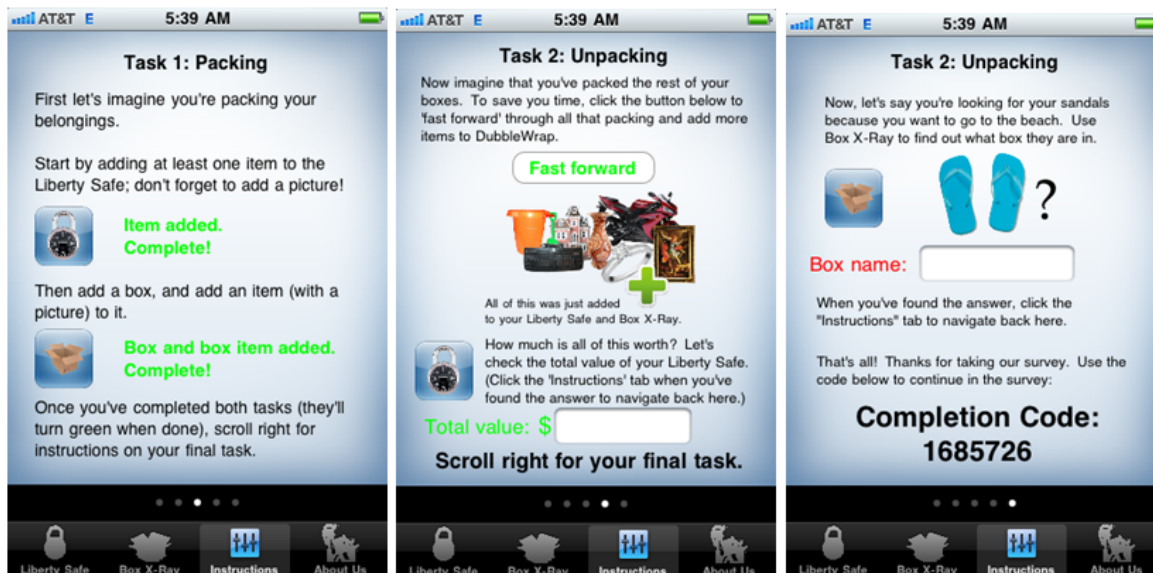 AT&T E 5:39 AM
Task 1: Packing
First let's imagine you're packing your
belongings.
Start by adding at least one item to the
Liberty Safe; don't forget to add a picture!
Item added.
Complete!
Then add a box, and add an item (with a
picture) to it.
Box and box item added.
Complete!
Once you've completed both tasks (they'll
turn green when done), scroll right for
instructions on your final task.
Liberty Safe Box X-Ray Instructions About Us
AT&T E 5:39 AM
Task 2: Unpacking
Now imagine that you've packed the rest of your
boxes. To save you time, click the button below to
'fast forward' through all that packing and add more
items to DubbleWrap.
Fast forward
All of this was just added
to your Liberty Safe and Box X-Ray.
How much is all of this worth? Let's
check the total value of your Liberty Safe.
(Click the 'Instructions' tab when you've
found the answer to navigate back here.)
Total value: $
Scroll right for your final task.
Liberty Safe Box X-Ray Instructions About Us
AT&T E 5:39 AM
Task 2: Unpacking
Now, let's say you're looking for your sandals
because you want to go to the beach. Use
Box X-Ray to find out what box they are in.
?
Box name:
When you've found the answer, click the
"Instructions" tab to navigate back here.
That's all! Thanks for taking our survey. Use the
code below to continue in the survey:
Completion Code:
1685726
Liberty Safe Box X-Ray Instructions About Us